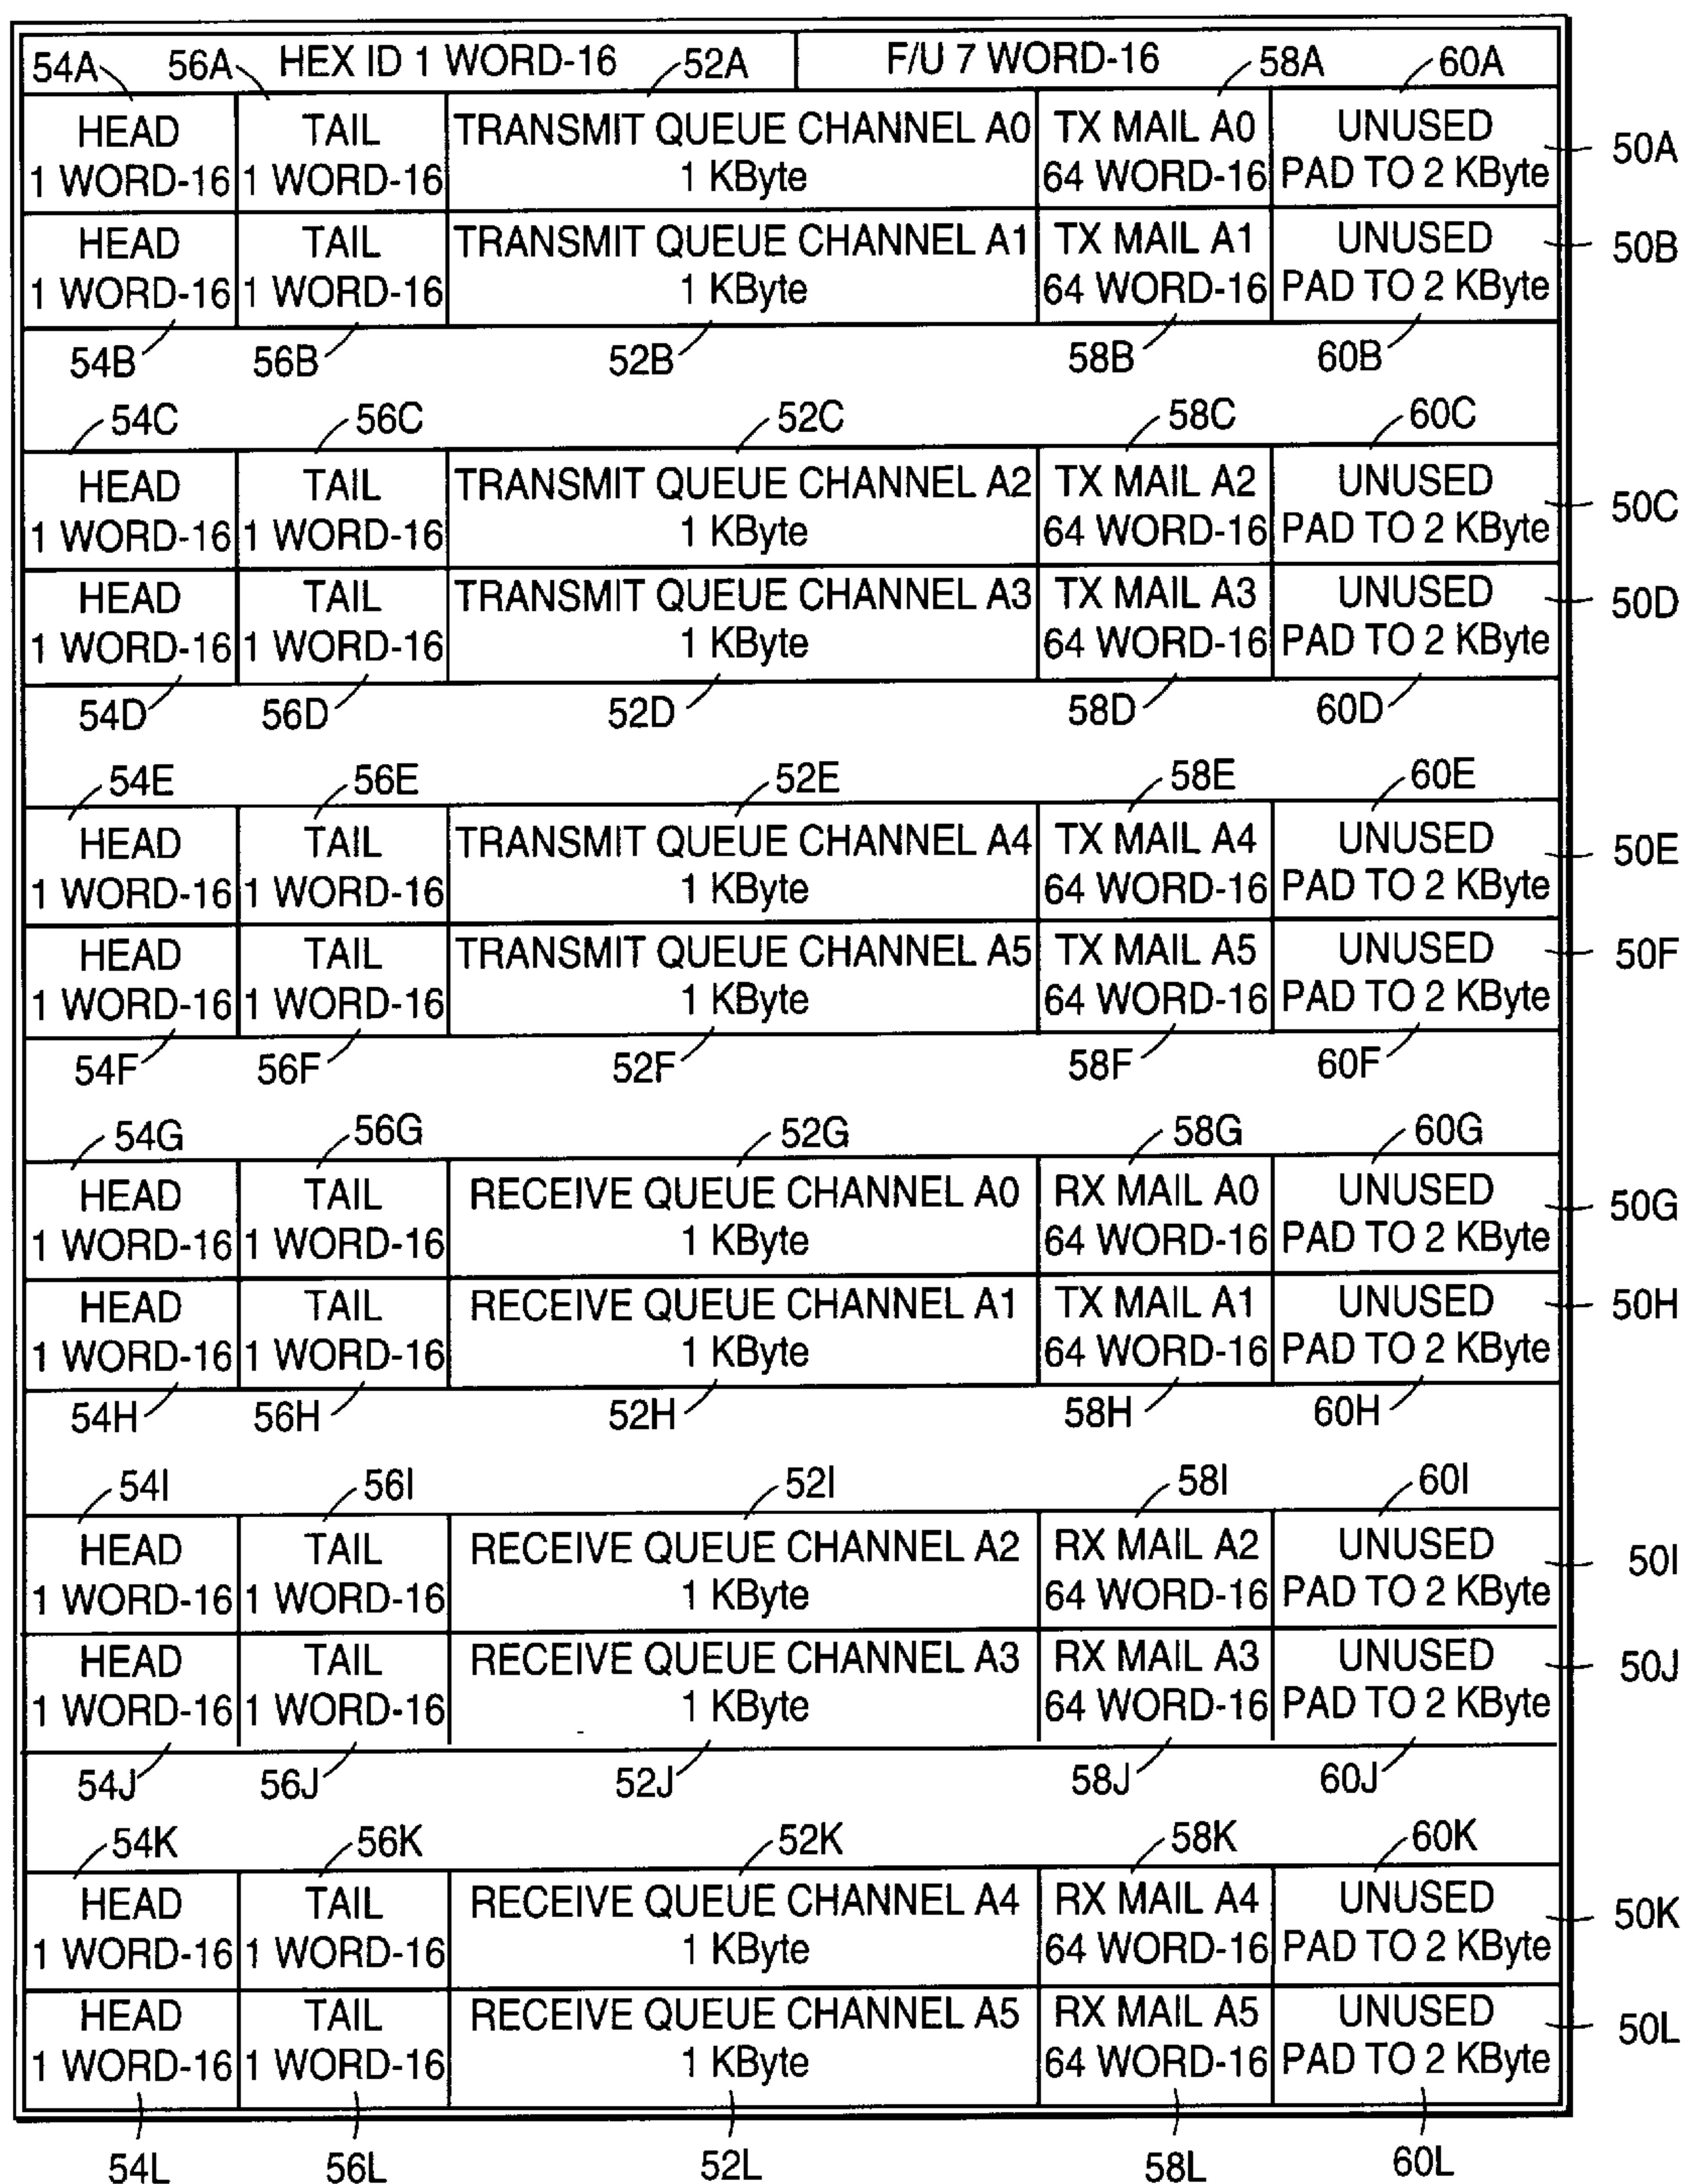 54A 56A HEX ID 1 WORD-16 52A F/U 7 WORD-16 58A 60A
HEAD TAIL TRANSMIT QUEUE CHANNEL A0 TX MAIL A0 UNUSED 50A
1 WORD-16 1 WORD-16 1 KByte 64 WORD-16 PAD TO 2 KByte
HEAD TAIL TRANSMIT QUEUE CHANNEL A1 TX MAIL A1 UNUSED 50B
1 WORD-16 1 WORD-16 1 KByte 64 WORD-16 PAD TO 2 KByte
54B 56B 52B 58B 60B
54C 56C 52C 58C 60C
HEAD TAIL TRANSMIT QUEUE CHANNEL A2 TX MAIL A2 UNUSED 50C
1 WORD-16 1 WORD-16 1 KByte 64 WORD-16 PAD TO 2 KByte
HEAD TAIL TRANSMIT QUEUE CHANNEL A3 TX MAIL A3 UNUSED 50D
1 WORD-16 1 WORD-16 1 KByte 64 WORD-16 PAD TO 2 KByte
54D 56D 52D 58D 60D
54E 56E 52E 58E 60E
HEAD TAIL TRANSMIT QUEUE CHANNEL A4 TX MAIL A4 UNUSED 50E
1 WORD-16 1 WORD-16 1 KByte 64 WORD-16 PAD TO 2 KByte
HEAD TAIL TRANSMIT QUEUE CHANNEL A5 TX MAIL A5 UNUSED 50F
1 WORD-16 1 WORD-16 1 KByte 64 WORD-16 PAD TO 2 KByte
54F 56F 52F 58F 60F
54G 56G 52G 58G 60G
HEAD TAIL RECEIVE QUEUE CHANNEL A0 RX MAIL A0 UNUSED 50G
1 WORD-16 1 WORD-16 1 KByte 64 WORD-16 PAD TO 2 KByte
HEAD TAIL RECEIVE QUEUE CHANNEL A1 TX MAIL A1 UNUSED 50H
1 WORD-16 1 WORD-16 1 KByte 64 WORD-16 PAD TO 2 KByte
54H 56H 52H 58H 60H
54I 56I 52I 58I 60I
HEAD TAIL RECEIVE QUEUE CHANNEL A2 RX MAIL A2 UNUSED 50I
1 WORD-16 1 WORD-16 1 KByte 64 WORD-16 PAD TO 2 KByte
HEAD TAIL RECEIVE QUEUE CHANNEL A3 RX MAIL A3 UNUSED 50J
1 WORD-16 1 WORD-16 1 KByte 64 WORD-16 PAD TO 2 KByte
54J 56J 52J 58J 60J
54K 56K 52K 58K 60K
HEAD TAIL RECEIVE QUEUE CHANNEL A4 RX MAIL A4 UNUSED 50K
1 WORD-16 1 WORD-16 1 KByte 64 WORD-16 PAD TO 2 KByte
HEAD TAIL RECEIVE QUEUE CHANNEL A5 RX MAIL A5 UNUSED 50L
1 WORD-16 1 WORD-16 1 KByte 64 WORD-16 PAD TO 2 KByte
54L 56L 52L 58L 60L